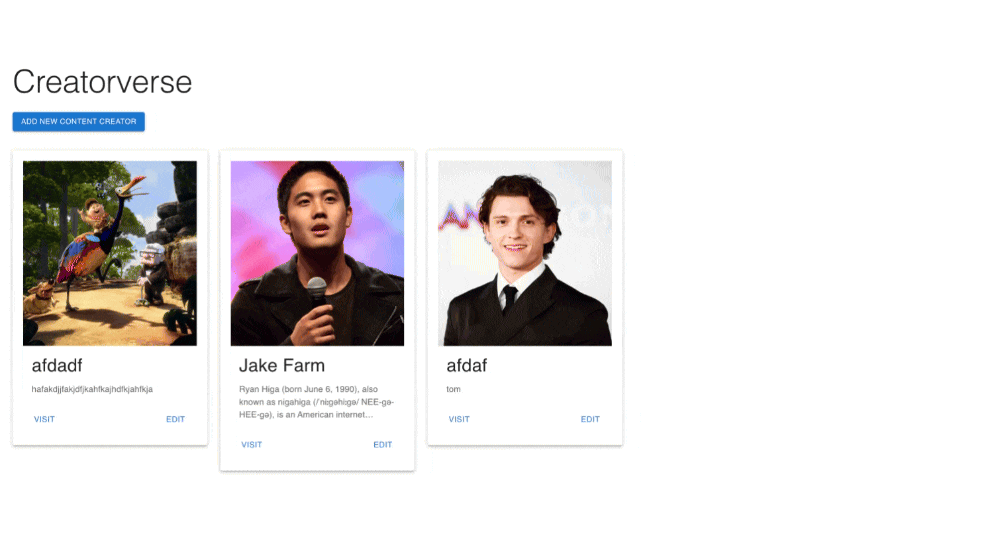 Creatorverse
ADD NEW CONTENT CREATOR
afdadf
hafakdjjfakjdfjkahfkajhdfkjahfkja
VISIT EDIT
Jake Farm
Ryan Higa (born June 6, 1990), also
known as nigahiga (/ˈniːɡəhiːɡə/ NEE-gə-
HEE-gə), is an American internet…
VISIT EDIT
afdaf
tom
VISIT EDIT